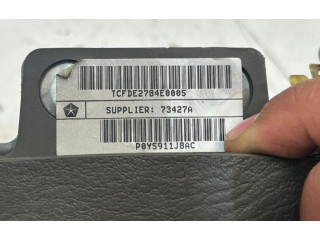 TCFDE2784E0005
SUPPLIER: 73427A
P0YS911J8AC